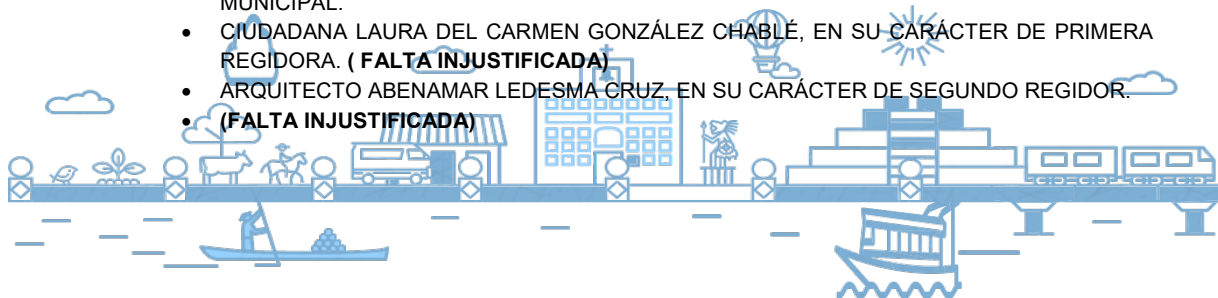 MUNICIPAL.
• CIUDADANA LAURA DEL CARMEN GONZÁLEZ CHABLÉ, EN SU CARÁCTER DE PRIMERA
REGIDORA. ( FALTA INJUSTIFICADA)
• ARQUITECTO ABENAMAR LEDESMA CRUZ, EN SU CARÁCTER DE SEGUNDO REGIDOR.
• (FALTA INJUSTIFICADA)